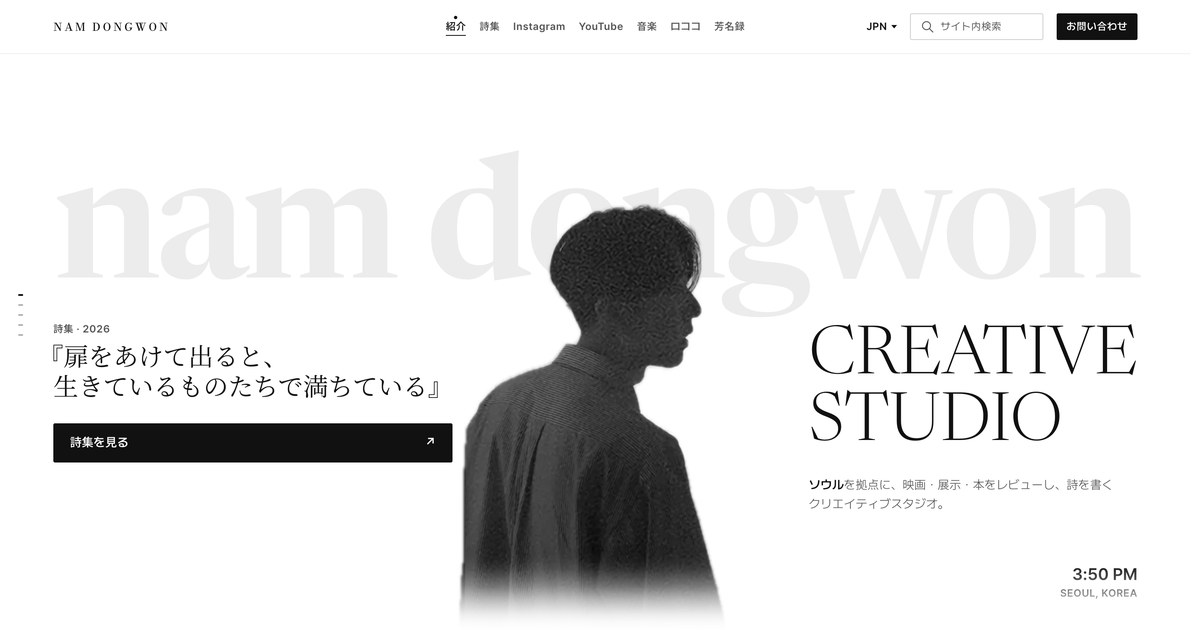 NAM DONGWON
紹介 詩集 Instagram YouTube 音楽 ロココ 芳名録
JPN
サイト内検索
お問い合わせ
nam dongwon
詩集 · 2026
『扉をあけて出ると、
生きているものたちで満ちている』
詩集を見る
CREATIVE
STUDIO
ソウルを拠点に、映画・展示・本をレビューし、詩を書く
クリエイティブスタジオ。
3:50 PM
SEOUL, KOREA